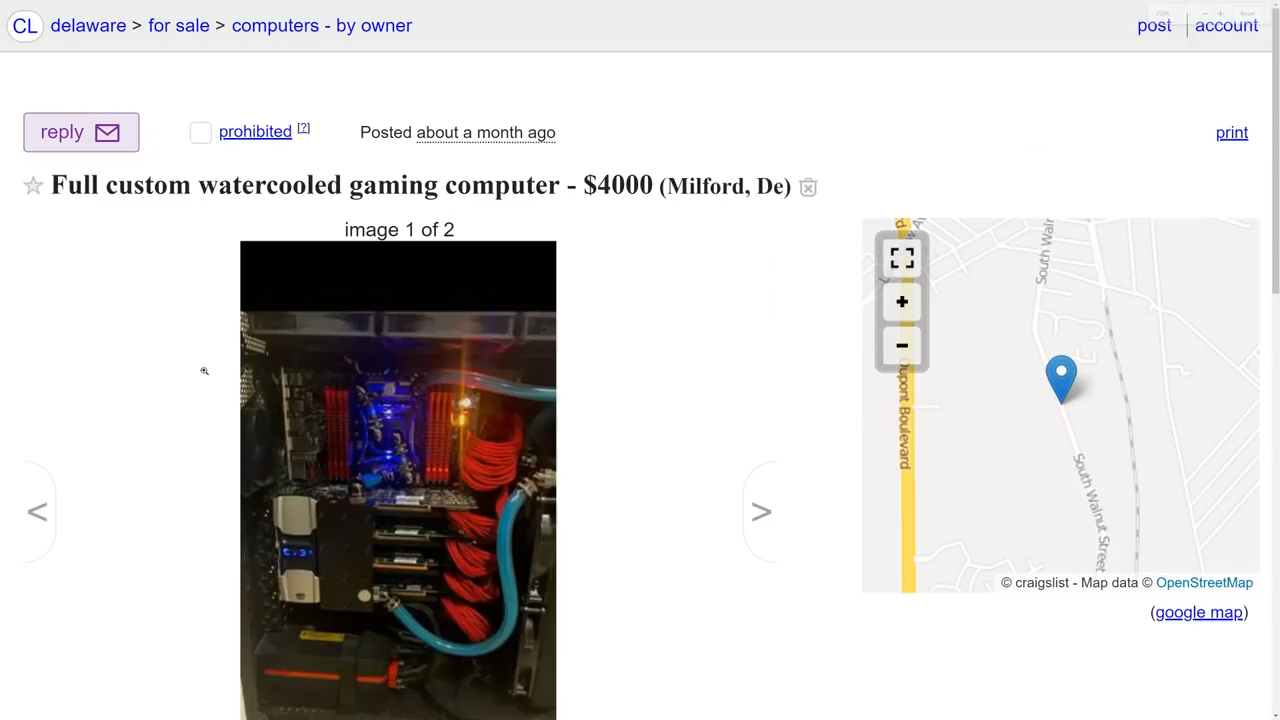 CL delaware > for sale > computers - by owner post account
reply prohibited [?] Posted about a month ago print
Full custom watercooled gaming computer - $4000 (Milford, De)
image 1 of 2
South Walnut Street
Dupont Boulevard
< >
© craigslist - Map data © OpenStreetMap
(google map)